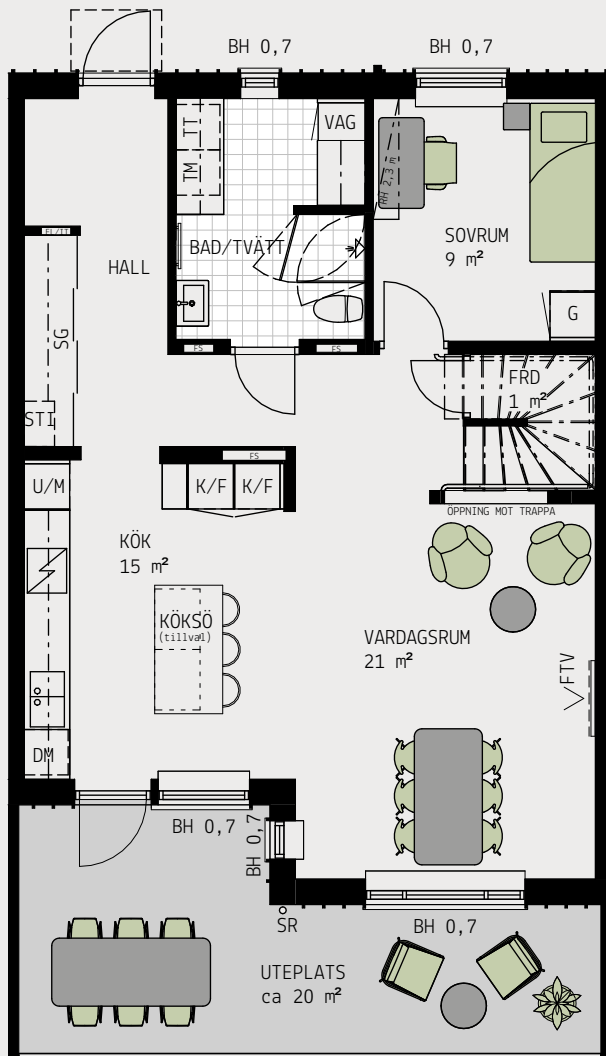 BH 0,7
BH 0,7
TT
TM
VAG
RH 2,3 m
EL/IT
BAD/TVÄTT
SOVRUM
9 m²
HALL
SG
G
FS
FS
FRD
1 m²
STI
FS
U/M
K/F
K/F
ÖPPNING MOT TRAPPA
KÖK
15 m²
KÖKSÖ
(tillval)
VARDAGSRUM
21 m²
FTV
DM
BH 0,7
BH 0,7
SR
BH 0,7
UTEPLATS
ca 20 m²